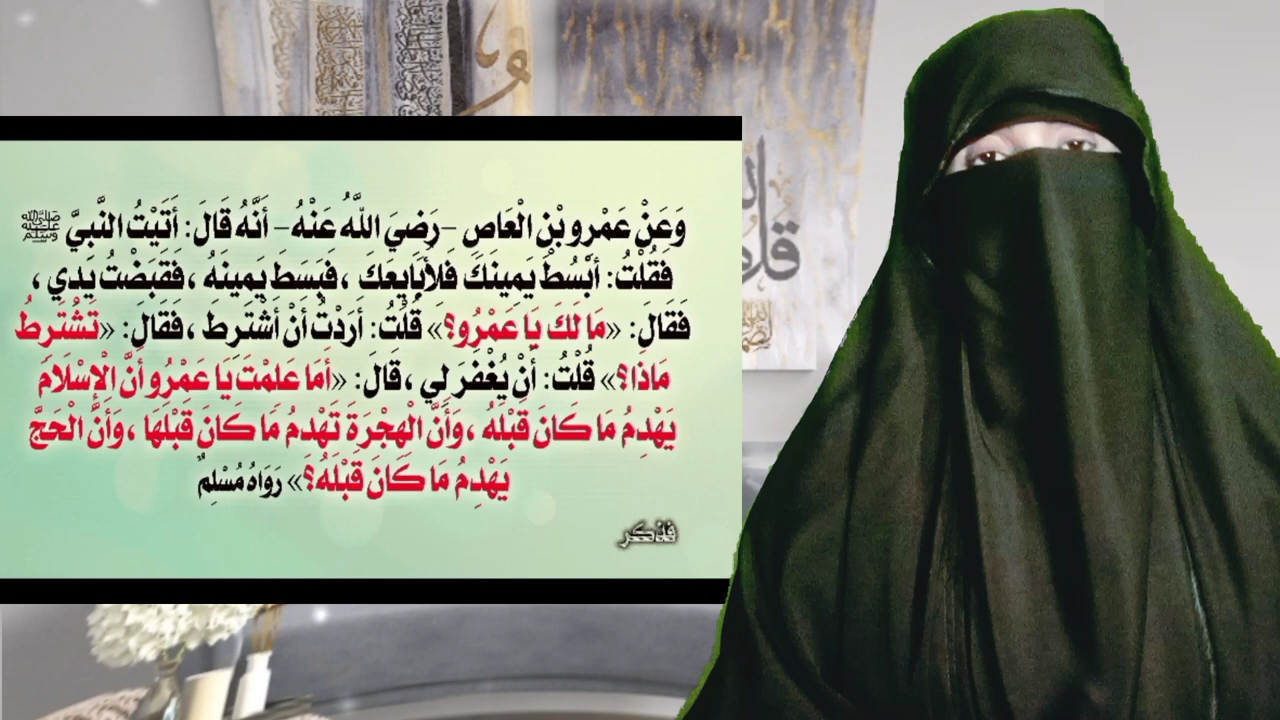 وَعَنْ عَمْرِو بْنِ الْعَاصِ -رَضِيَ اللَّهُ عَنْهُ- أَنَّهُ قَالَ: أَتَيْتُ النَّبِيَّ ﷺ
فَقُلْتُ: أَبْسُطْ يَمِينَكَ فَلأُبَايِعَكَ ، فَبَسَطَ يَمِينَهُ ، فَقَبَضْتُ يَدِي ،
فَقَالَ: «مَا لَكَ يَا عَمْرُو؟» قُلْتُ: أَرَدْتُ أَنْ أَشْتَرِطَ ، فَقَالَ: «تَشْتَرِطُ
مَاذَا؟» قُلْتُ: أَنْ يُغْفَرَ لِي ، قَالَ: «أَمَا عَلِمْتَ يَا عَمْرُو أَنَّ الْإِسْلَامَ
يَهْدِمُ مَا كَانَ قَبْلَهُ ، وَأَنَّ الْهِجْرَةَ تَهْدِمُ مَا كَانَ قَبْلَهَا ، وَأَنَّ الْحَجَّ
يَهْدِمُ مَا كَانَ قَبْلَهُ؟» رَوَاهُ مُسْلِمٌ
فذكر